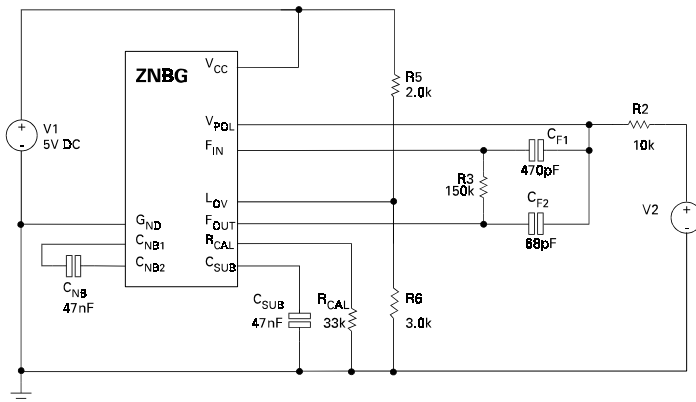 ZNBG
VCC
R5
2.0k
VPOL
R2
10k
V1
5V DC
+
-
FIN
CF1
470pF
R3
150k
CF2
68pF
LOV
V2
+
-
GND
FOUT
CNB1
RCAL
CNB2
CSUB
CNB
47nF
CSUB
47nF
RCAL
33k
R6
3.0k